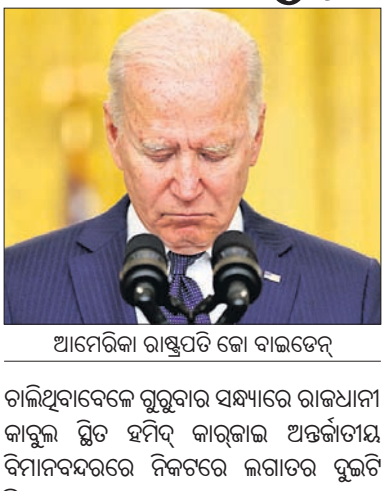 ଆମେରିକା ରାଷ୍ଟ୍ରପତି ଜୋ ବାଇଡେନ୍
ଚାଲିଥିବାବେଳେ ଗୁରୁବାର ସନ୍ଧ୍ୟାରେ ରାଜଧାନୀ
କାବୁଲ ସ୍ଥିତ ହମିଦ୍ କାର୍‌ଜାଇ ଅନ୍ତର୍ଜାତୀୟ
ବିମାନବନ୍ଦରରେ ନିକଟରେ ଲଗାତର ଦୁଇଟି